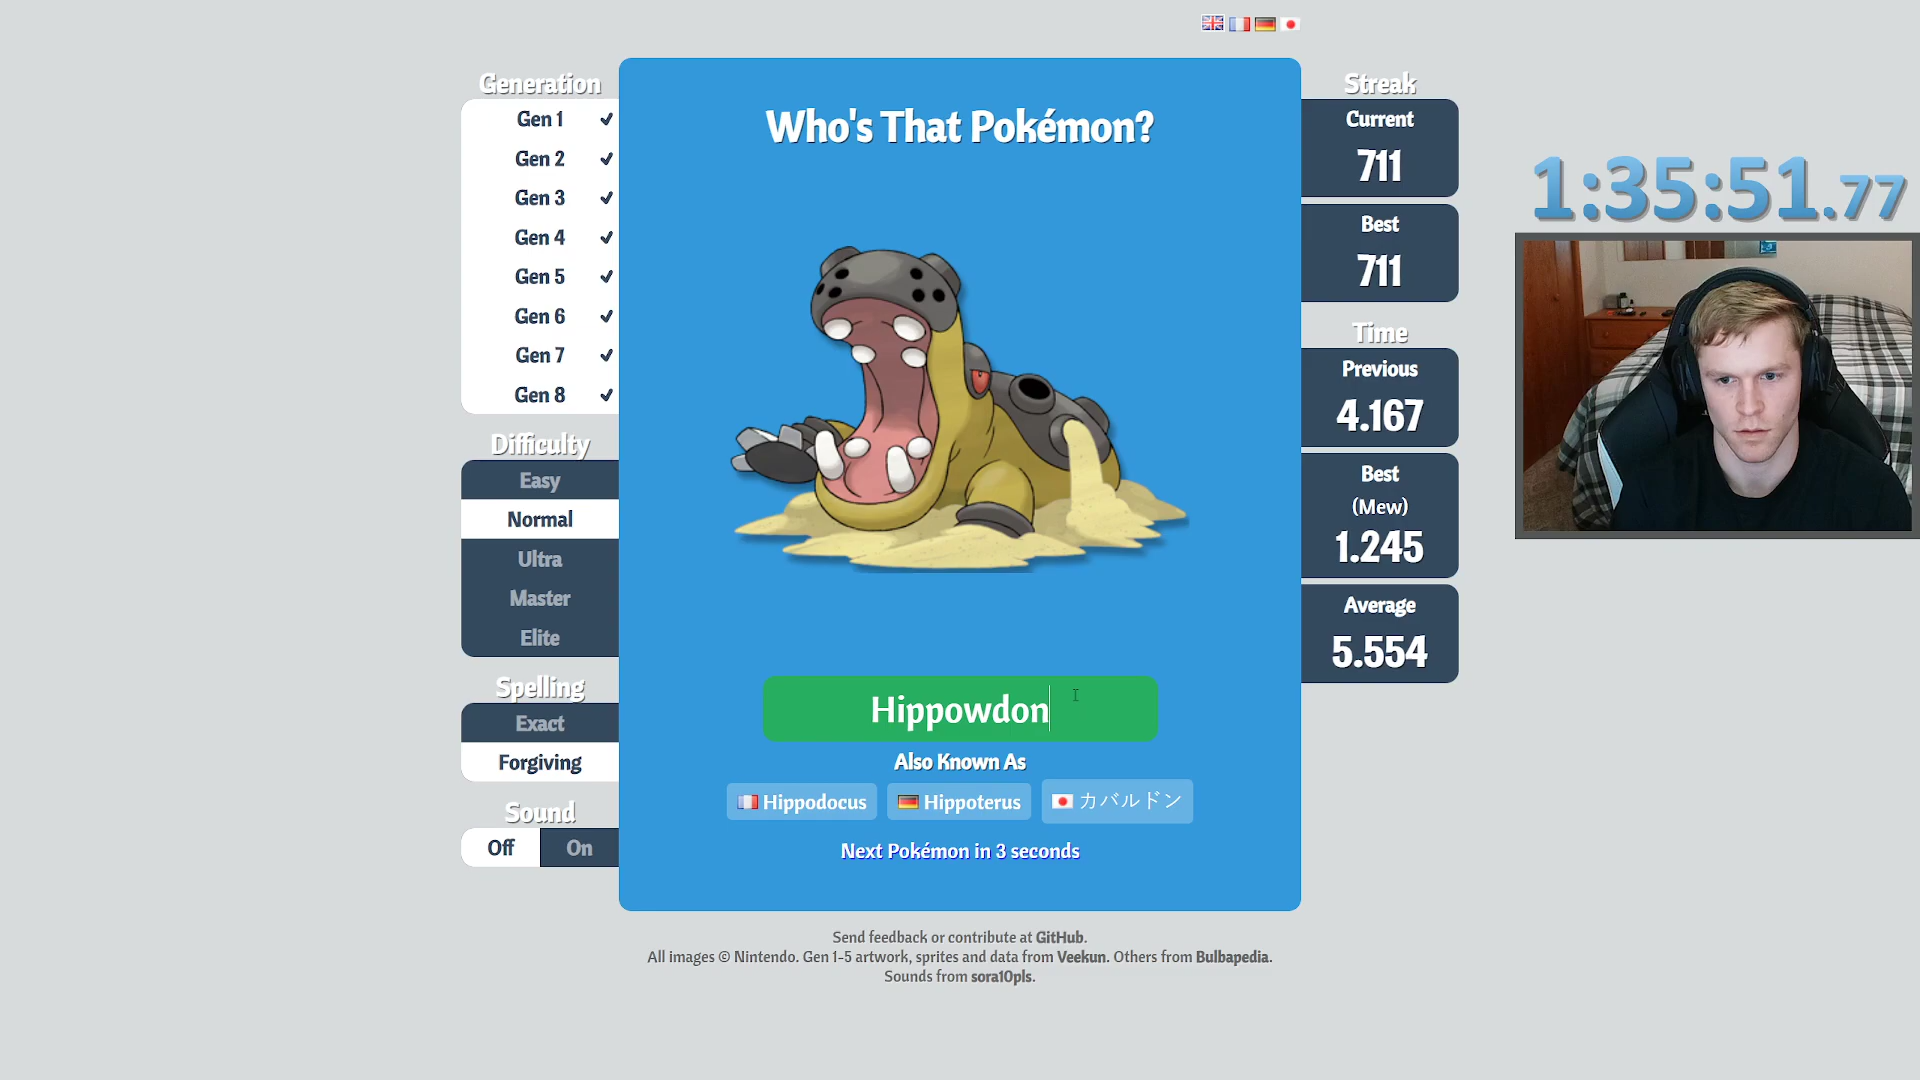 Generation
Gen 1
Gen 2
Gen 3
Gen 4
Gen 5
Gen 6
Gen 7
Gen 8
Difficulty
Easy
Normal
Ultra
Master
Elite
Spelling
Exact
Forgiving
Sound
Off On
Who's That Pokémon?
Hippowdon
Also Known As
Hippodocus Hippoterus カバルドン
Next Pokémon in 3 seconds
Streak
Current
711
Best
711
Time
Previous
4.167
Best
(Mew)
1.245
Average
5.554
1:35:51.77
Send feedback or contribute at GitHub.
All images © Nintendo. Gen 1-5 artwork, sprites and data from Veekun. Others from Bulbapedia.
Sounds from sora10pls.